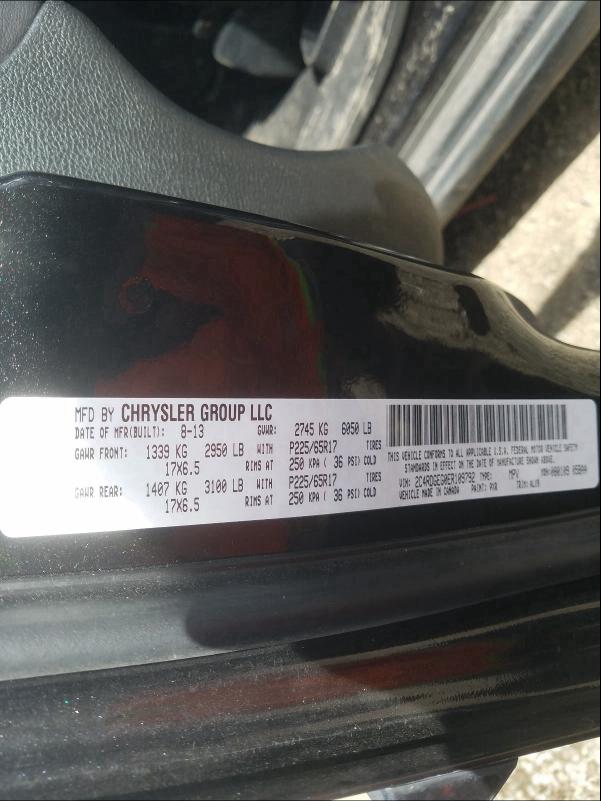 MFD BY CHRYSLER GROUP LLC
DATE OF MFR(BUILT): 8-13 GVWR: 2745 KG 6050 LB
GAWR FRONT: 1339 KG 2950 LB WITH P225/65R17 TIRES
17X6.5 RIMS AT 250 KPA ( 36 PSI) COLD
GAWR REAR: 1407 KG 3100 LB WITH P225/65R17 TIRES
17X6.5 RIMS AT 250 KPA ( 36 PSI) COLD
THIS VEHICLE CONFORMS TO ALL APPLICABLE U.S.A. FEDERAL MOTOR VEHICLE SAFETY
STANDARDS IN EFFECT ON THE DATE OF MANUFACTURE SHOWN ABOVE.
VIN: 2C4RDGEG0ER109792 TYPE: MPV
VEHICLE MADE IN CANADA PAINT: PXR TRIM: